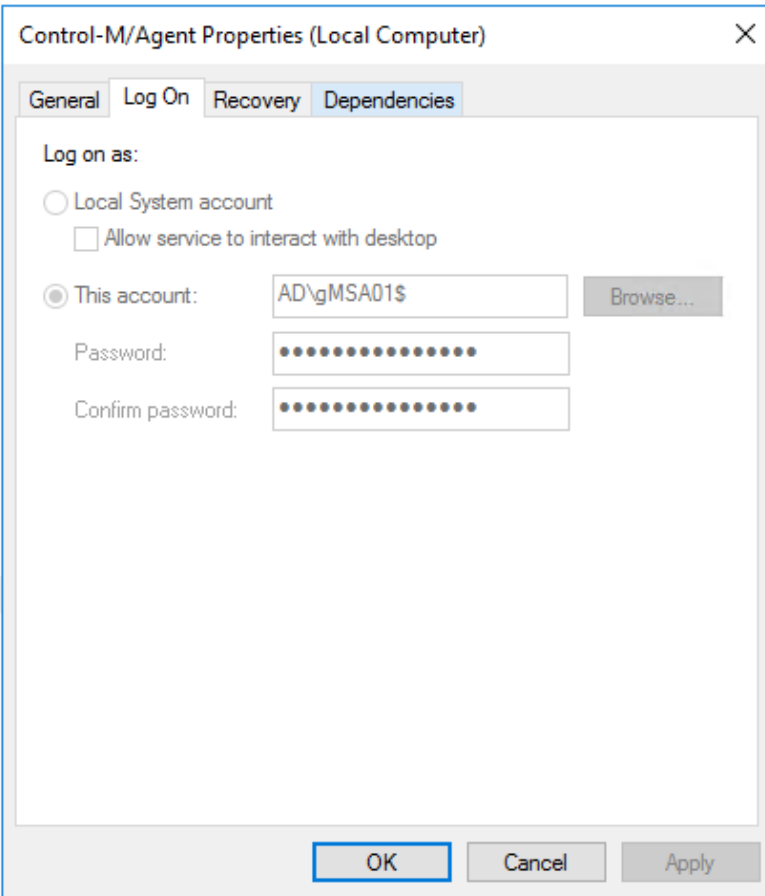 Control-M/Agent Properties (Local Computer)
General Log On Recovery Dependencies
Log on as:
Local System account
Allow service to interact with desktop
This account: AD\gMSA01$ Browse...
Password: ●●●●●●●●●●●●●●●
Confirm password: ●●●●●●●●●●●●●●●
OK Cancel Apply